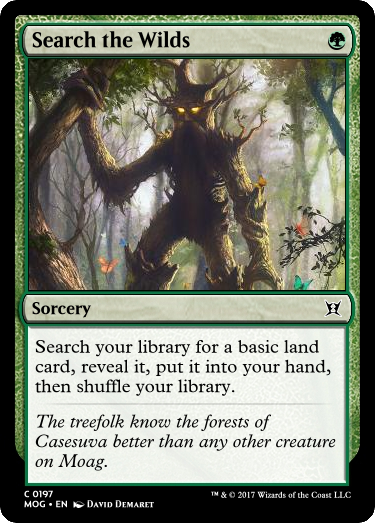 Search the Wilds
Sorcery
Search your library for a basic land
card, reveal it, put it into your hand,
then shuffle your library.
The treefolk know the forests of
Casesuva better than any other creature
on Moag.
C 0197
MOG • EN DAVID DEMARET
™ & © 2017 Wizards of the Coast LLC